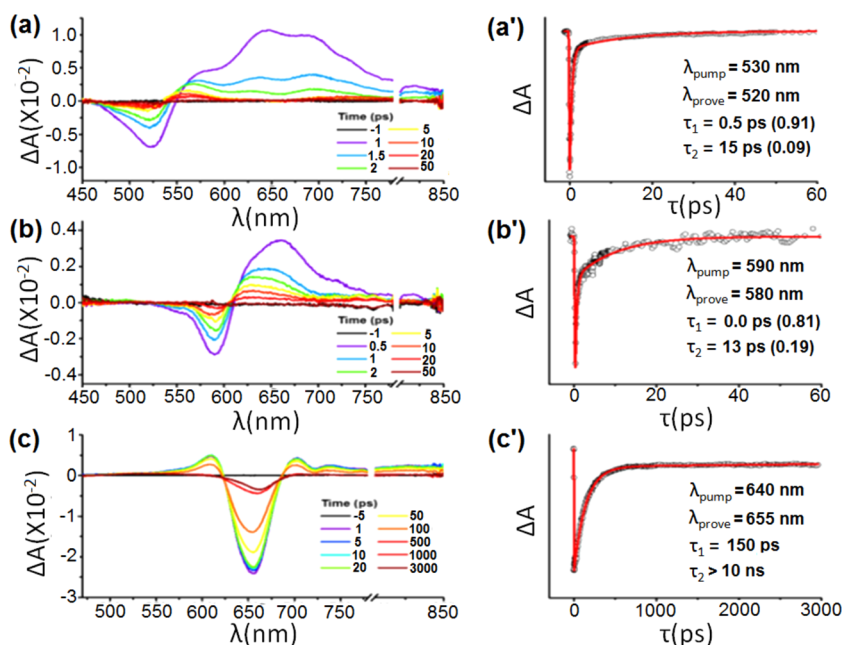 (a)
ΔA(X10⁻²)
1.0
0.5
0.0
-0.5
-1.0
Time (ps)
-1 5
1 10
1.5 20
2 50
450 500 550 600 650 700 750 850
λ(nm)
(a')
ΔA
λpump = 530 nm
λprove = 520 nm
τ1 = 0.5 ps (0.91)
τ2 = 15 ps (0.09)
0 20 40 60
τ(ps)
(b)
ΔA(X10⁻²)
0.4
0.2
0.0
-0.2
-0.4
Time (ps)
-1 5
0.5 10
1 20
2 50
450 500 550 600 650 700 750 850
λ(nm)
(b')
ΔA
λpump = 590 nm
λprove = 580 nm
τ1 = 0.0 ps (0.81)
τ2 = 13 ps (0.19)
0 20 40 60
τ(ps)
(c)
ΔA(X10⁻²)
1
0
-1
-2
-3
Time (ps)
-5 50
1 100
5 500
10 1000
20 3000
500 550 600 650 700 750 850
λ(nm)
(c')
ΔA
λpump = 640 nm
λprove = 655 nm
τ1 = 150 ps
τ2 > 10 ns
0 1000 2000 3000
τ(ps)